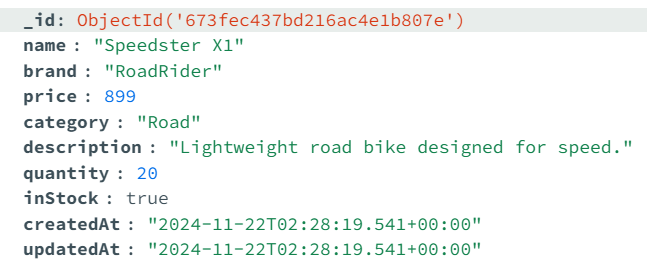 _id: ObjectId('673fec437bd216ac4e1b807e')
name : "Speedster X1"
brand : "RoadRider"
price : 899
category : "Road"
description : "Lightweight road bike designed for speed."
quantity : 20
inStock : true
createdAt : "2024-11-22T02:28:19.541+00:00"
updatedAt : "2024-11-22T02:28:19.541+00:00"